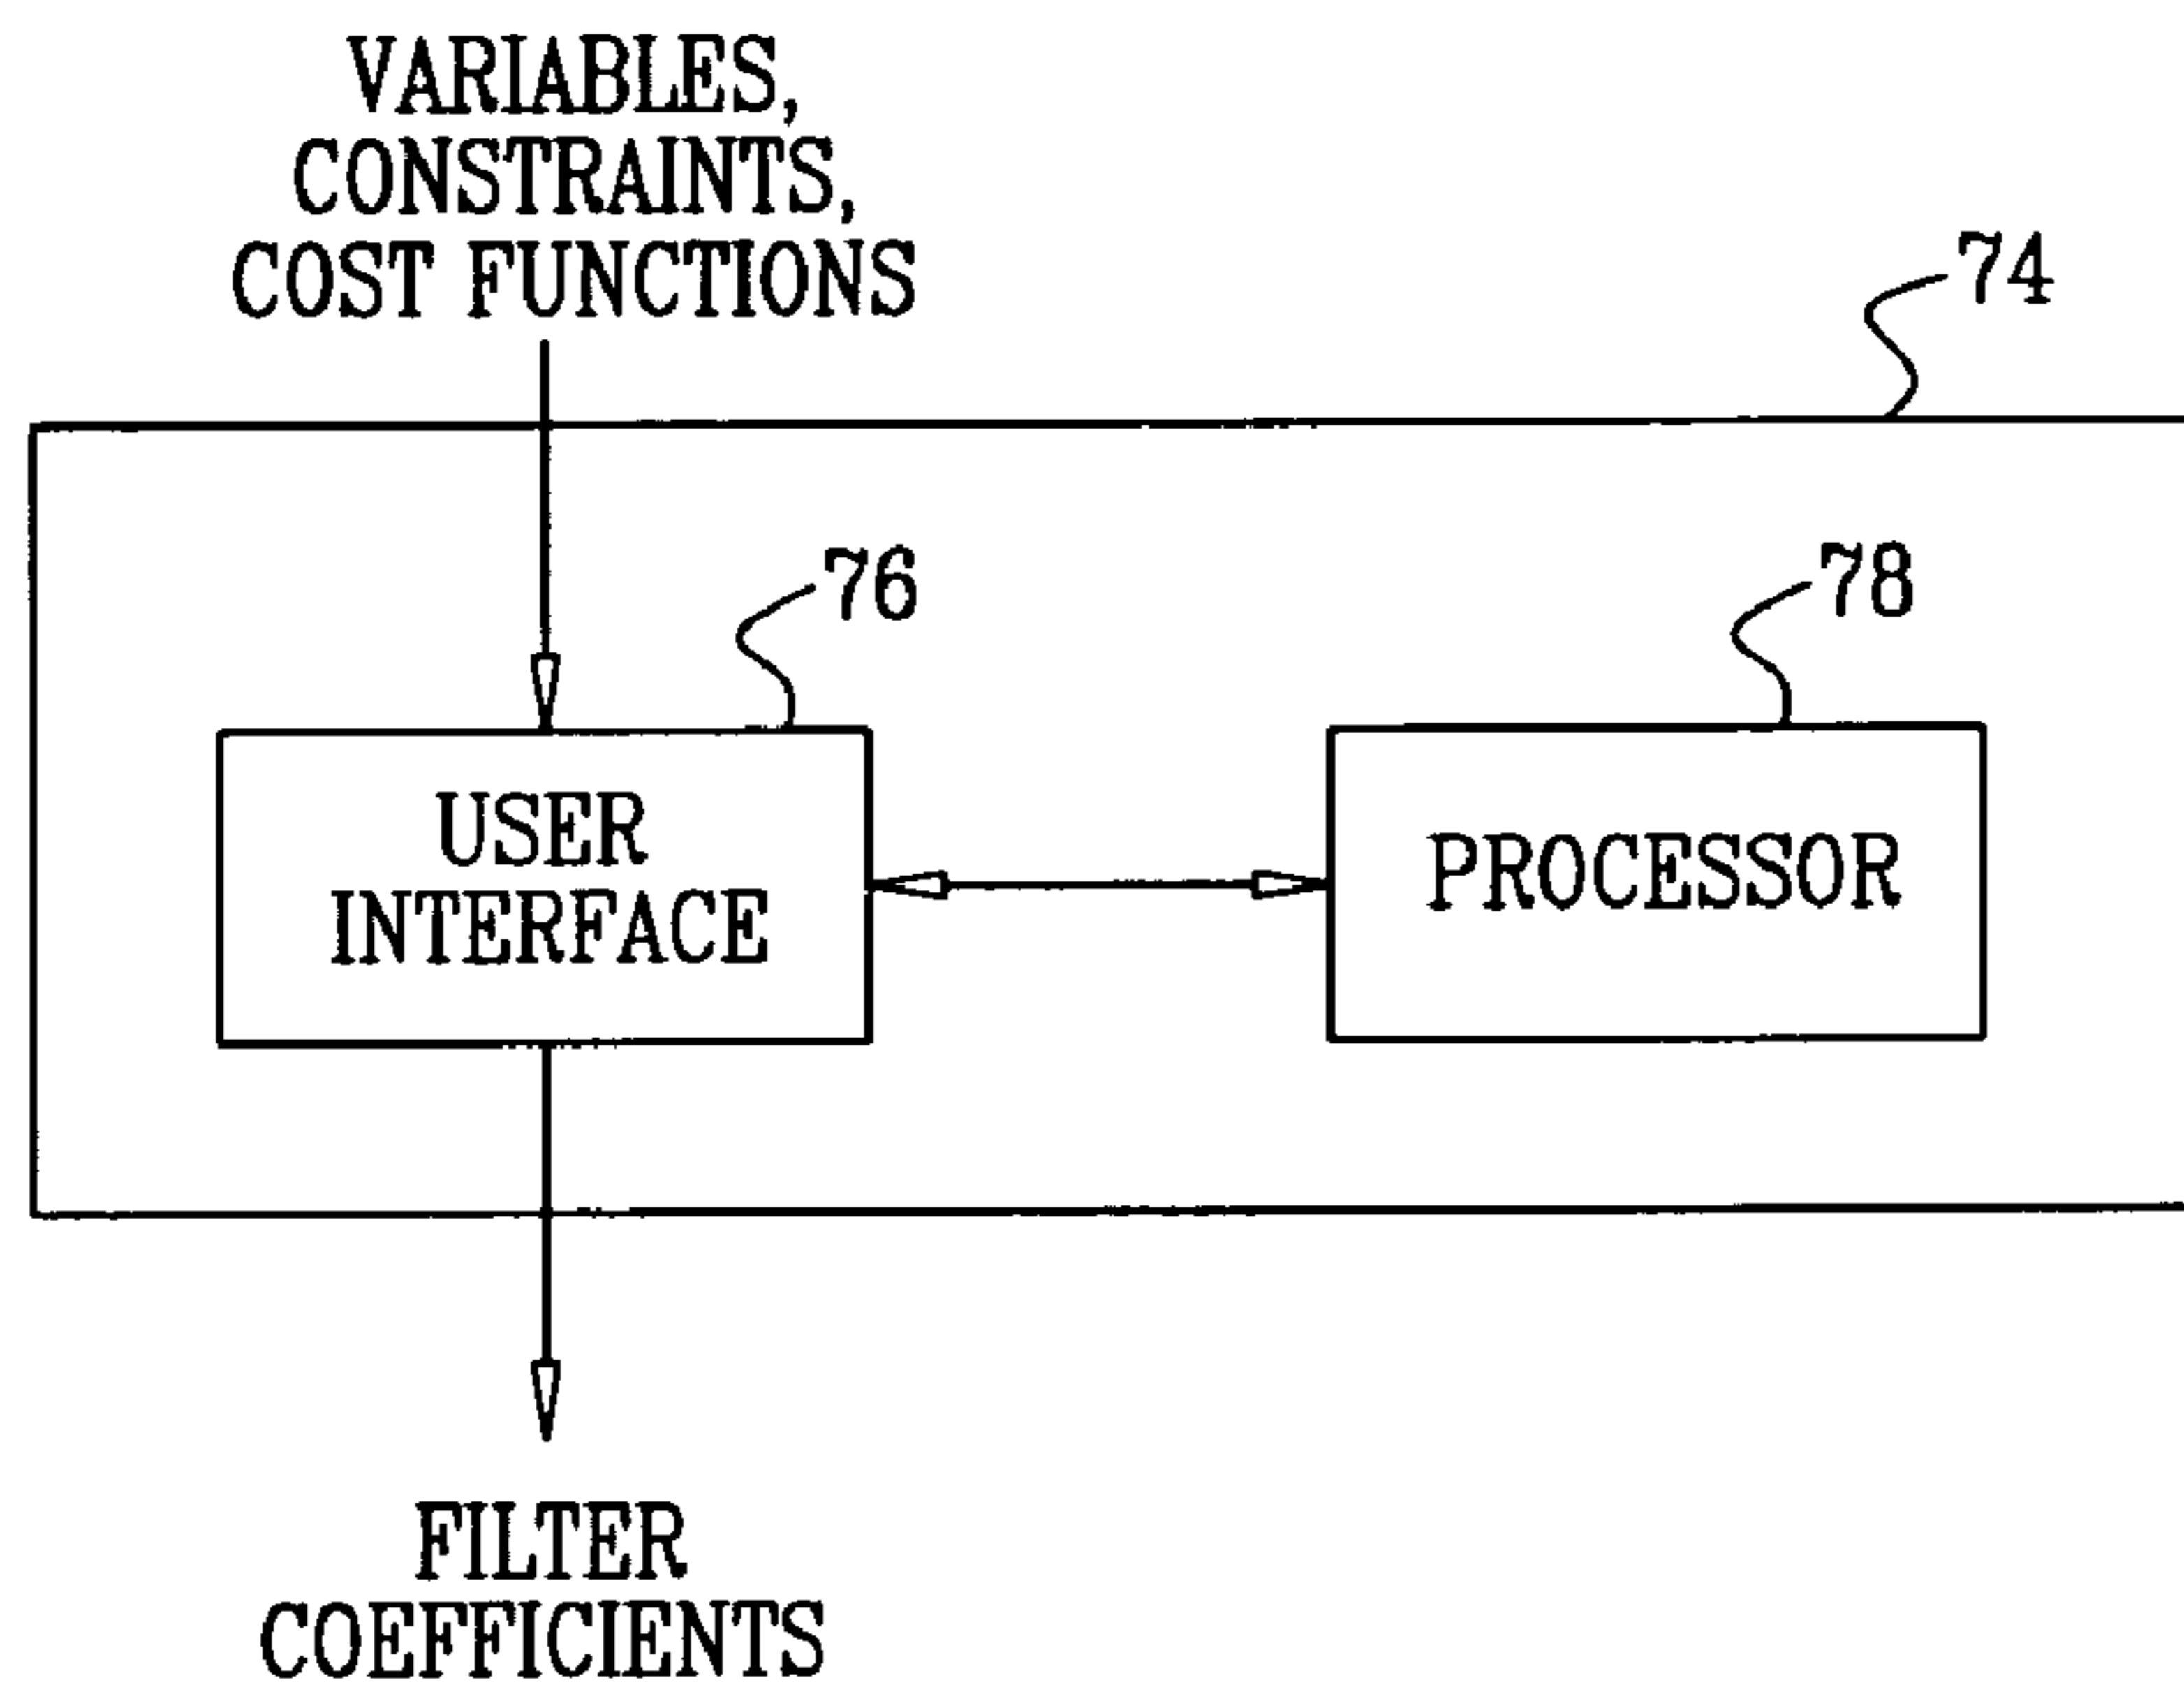 VARIABLES,
CONSTRAINTS,
COST FUNCTIONS
74
76
78
USER
INTERFACE
PROCESSOR
FILTER
COEFFICIENTS